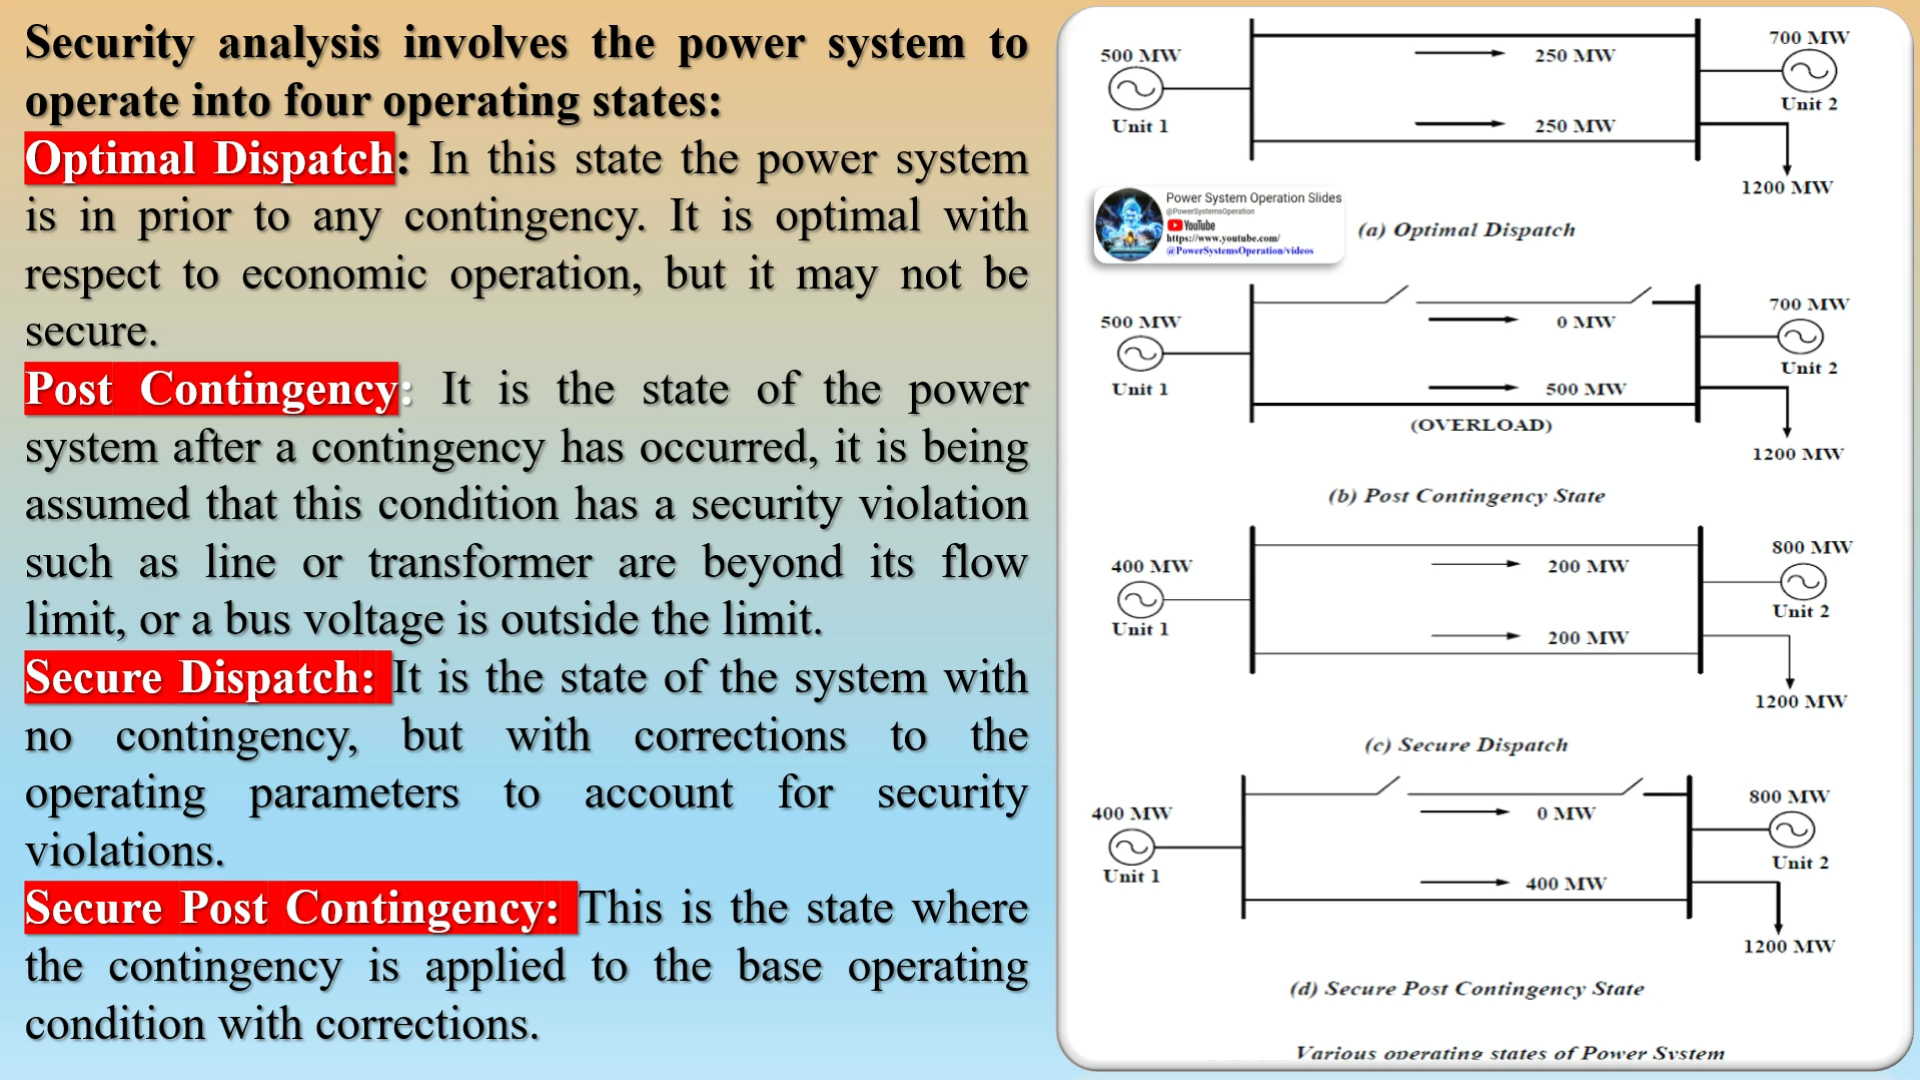 Security analysis involves the power system to
operate into four operating states:
Optimal Dispatch: In this state the power system
is in prior to any contingency. It is optimal with
respect to economic operation, but it may not be
secure.
Post Contingency: It is the state of the power
system after a contingency has occurred, it is being
assumed that this condition has a security violation
such as line or transformer are beyond its flow
limit, or a bus voltage is outside the limit.
Secure Dispatch: It is the state of the system with
no contingency, but with corrections to the
operating parameters to account for security
violations.
Secure Post Contingency: This is the state where
the contingency is applied to the base operating
condition with corrections.
500 MW
Unit 1
250 MW
250 MW
700 MW
Unit 2
1200 MW
Power System Operation Slides
@PowerSystemsOperation
YouTube
https://www.youtube.com/
@PowerSystemsOperation/videos
(a) Optimal Dispatch
500 MW
Unit 1
0 MW
500 MW
(OVERLOAD)
700 MW
Unit 2
1200 MW
(b) Post Contingency State
400 MW
Unit 1
200 MW
200 MW
800 MW
Unit 2
1200 MW
(c) Secure Dispatch
400 MW
Unit 1
0 MW
400 MW
800 MW
Unit 2
1200 MW
(d) Secure Post Contingency State
Various operating states of Power System